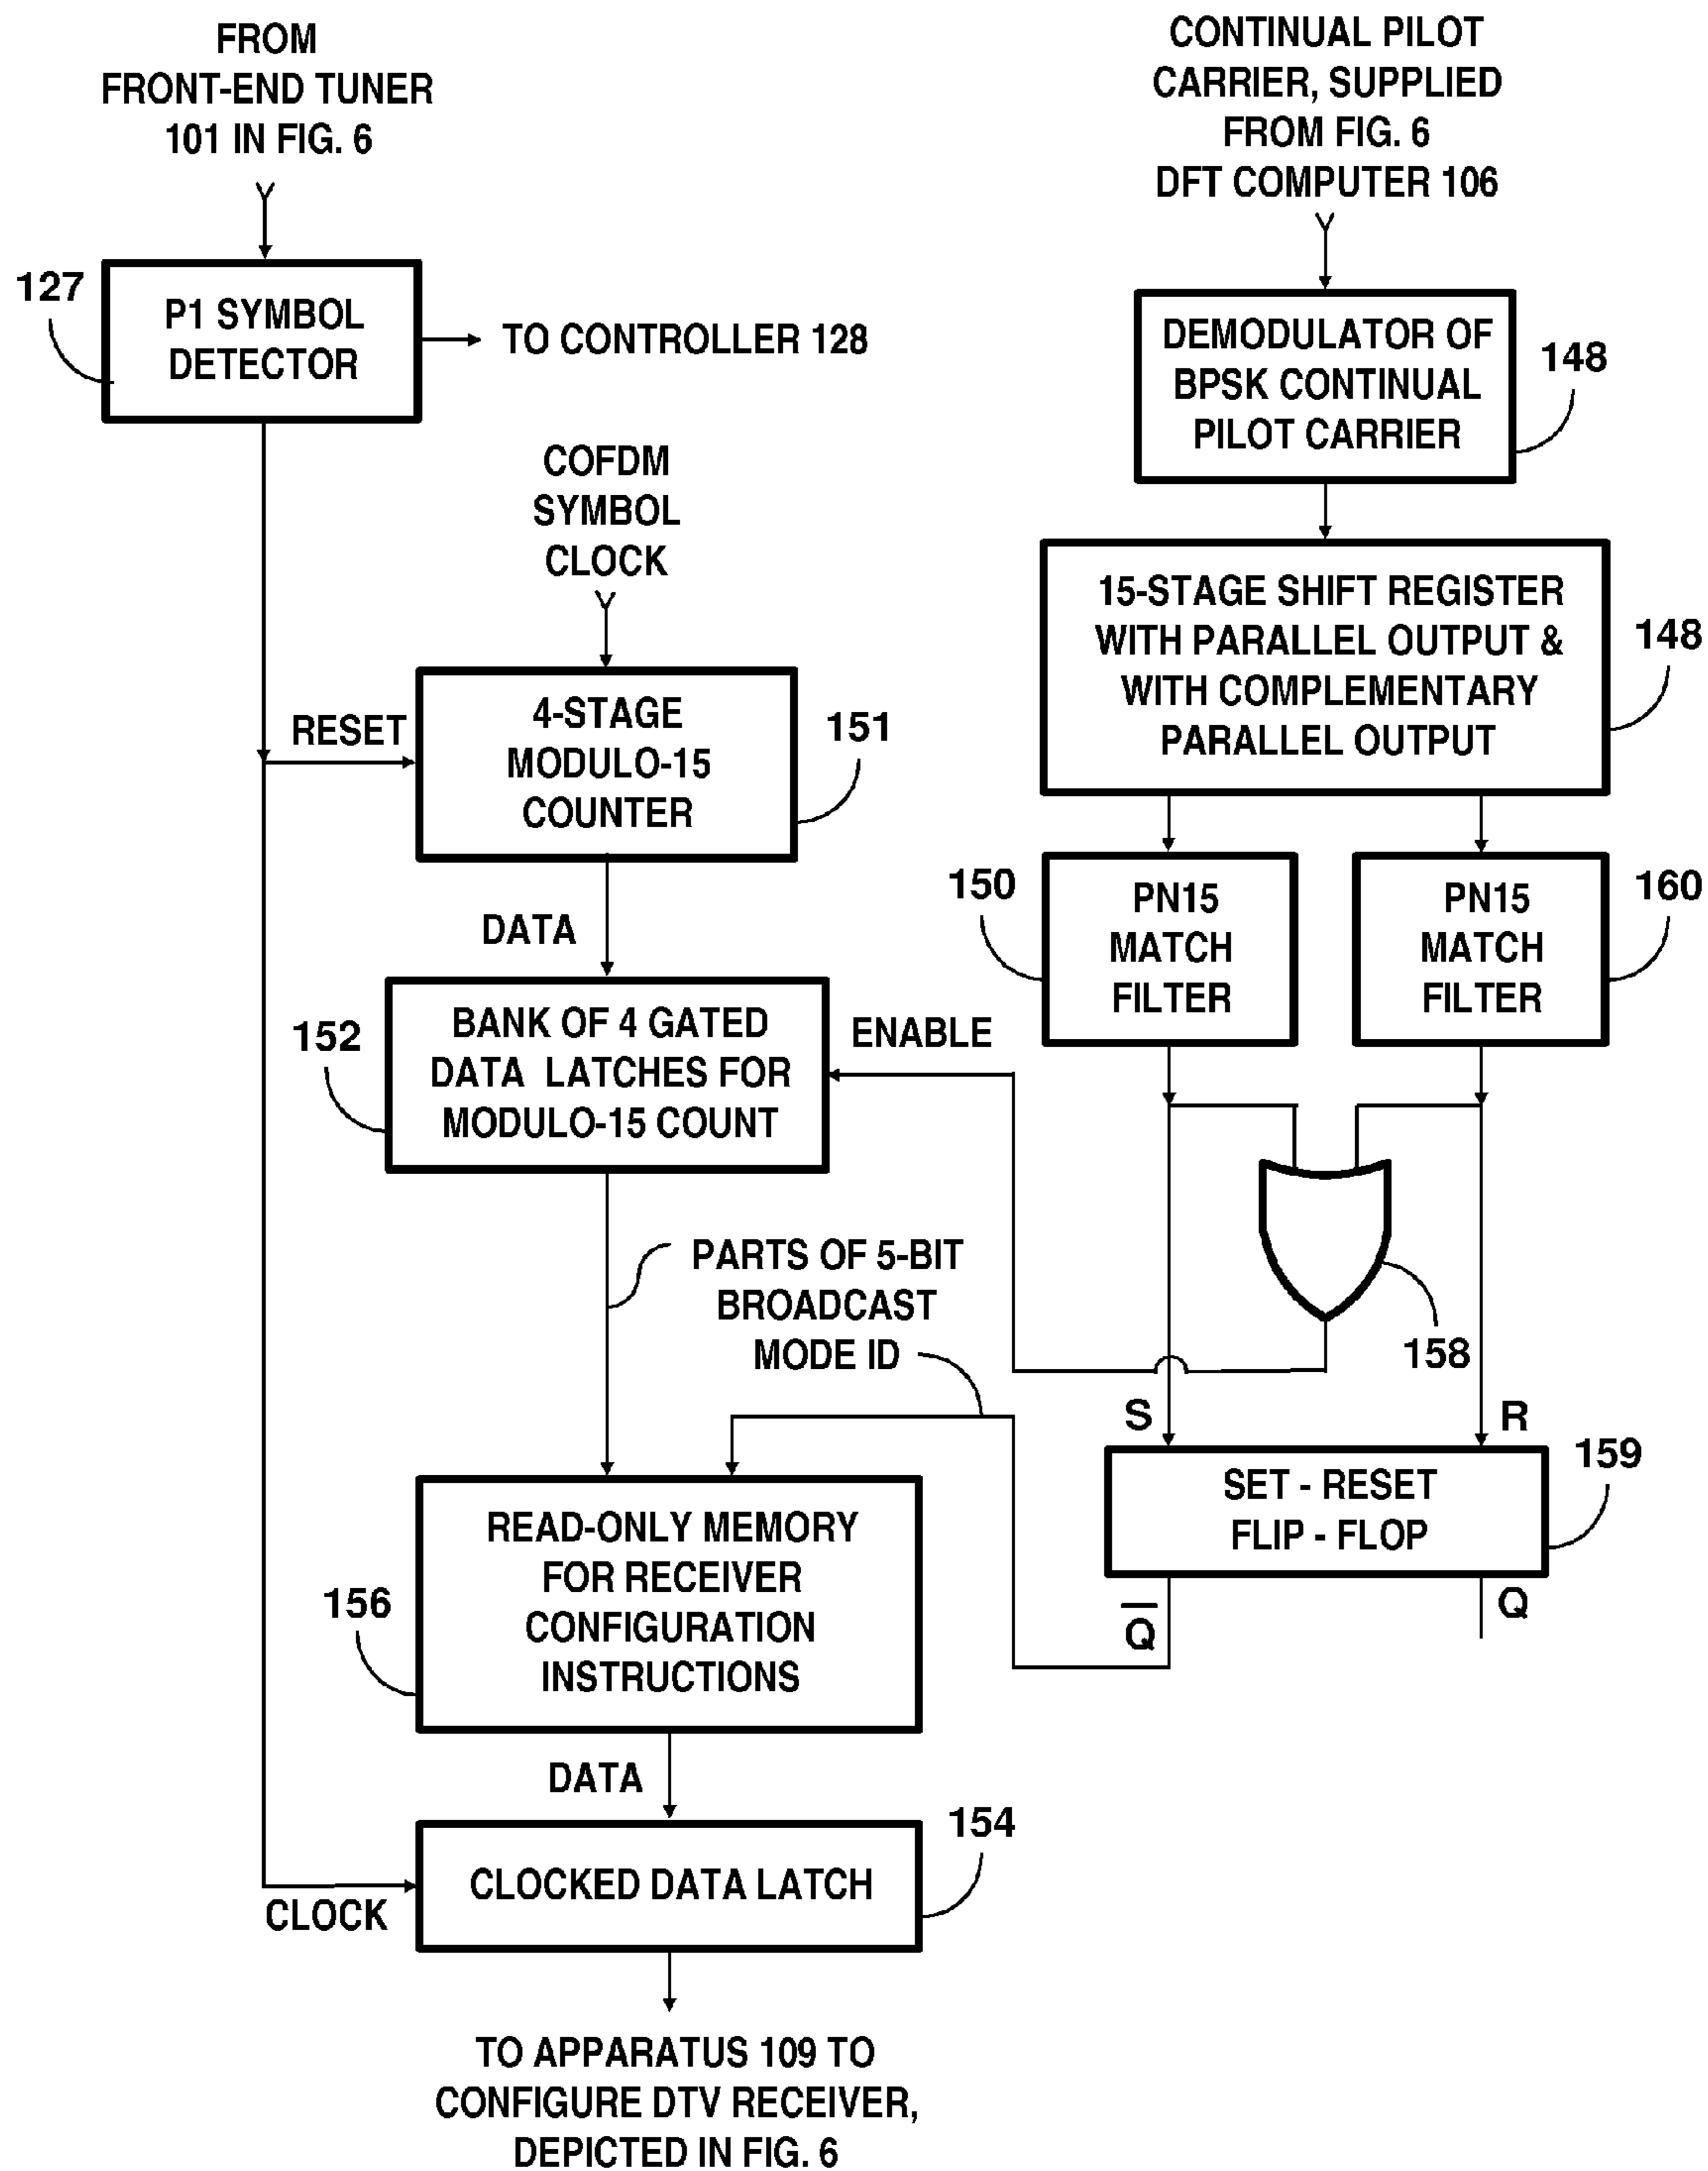 FROM
FRONT-END TUNER
101 IN FIG. 6
CONTINUAL PILOT
CARRIER, SUPPLIED
FROM FIG. 6
DFT COMPUTER 106
127
P1 SYMBOL
DETECTOR
TO CONTROLLER 128
DEMODULATOR OF
BPSK CONTINUAL
PILOT CARRIER
148
COFDM
SYMBOL
CLOCK
15-STAGE SHIFT REGISTER
WITH PARALLEL OUTPUT &
WITH COMPLEMENTARY
PARALLEL OUTPUT
148
RESET
4-STAGE
MODULO-15
COUNTER
151
150
PN15
MATCH
FILTER
PN15
MATCH
FILTER
160
DATA
152
BANK OF 4 GATED
DATA LATCHES FOR
MODULO-15 COUNT
ENABLE
158
PARTS OF 5-BIT
BROADCAST
MODE ID
S
R
SET - RESET
FLIP - FLOP
159
Q
Q
156
READ-ONLY MEMORY
FOR RECEIVER
CONFIGURATION
INSTRUCTIONS
DATA
154
CLOCKED DATA LATCH
CLOCK
TO APPARATUS 109 TO
CONFIGURE DTV RECEIVER,
DEPICTED IN FIG. 6